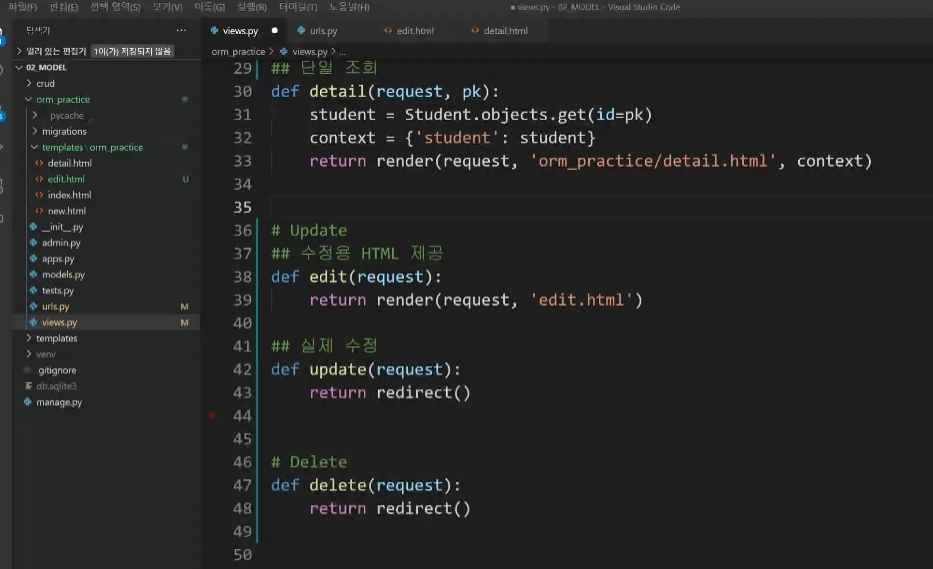 파일(F) 편집(E) 선택 영역(S) 보기(V) 이동(G) 실행(R) 터미널(T) 도움말(H) ● views.py - 02_MODEL - Visual Studio Code
탐색기 ···
views.py ●
urls.py
edit.html
detail.html
열려 있는 편집기 1이(가) 저장되지 않음
orm_practice > views.py > ...
02_MODEL
crud
orm_practice
__pycache__
migrations
templates \ orm_practice
detail.html
edit.html U
index.html
new.html
__init__.py
admin.py
apps.py
models.py
tests.py
urls.py M
views.py M
templates
venv
.gitignore
db.sqlite3
manage.py
29 ## 단일 조회
30 def detail(request, pk):
31 student = Student.objects.get(id=pk)
32 context = {'student': student}
33 return render(request, 'orm_practice/detail.html', context)
34
35
36 # Update
37 ## 수정용 HTML 제공
38 def edit(request):
39 return render(request, 'edit.html')
40
41 ## 실제 수정
42 def update(request):
43 return redirect()
44
45
46 # Delete
47 def delete(request):
48 return redirect()
49
50